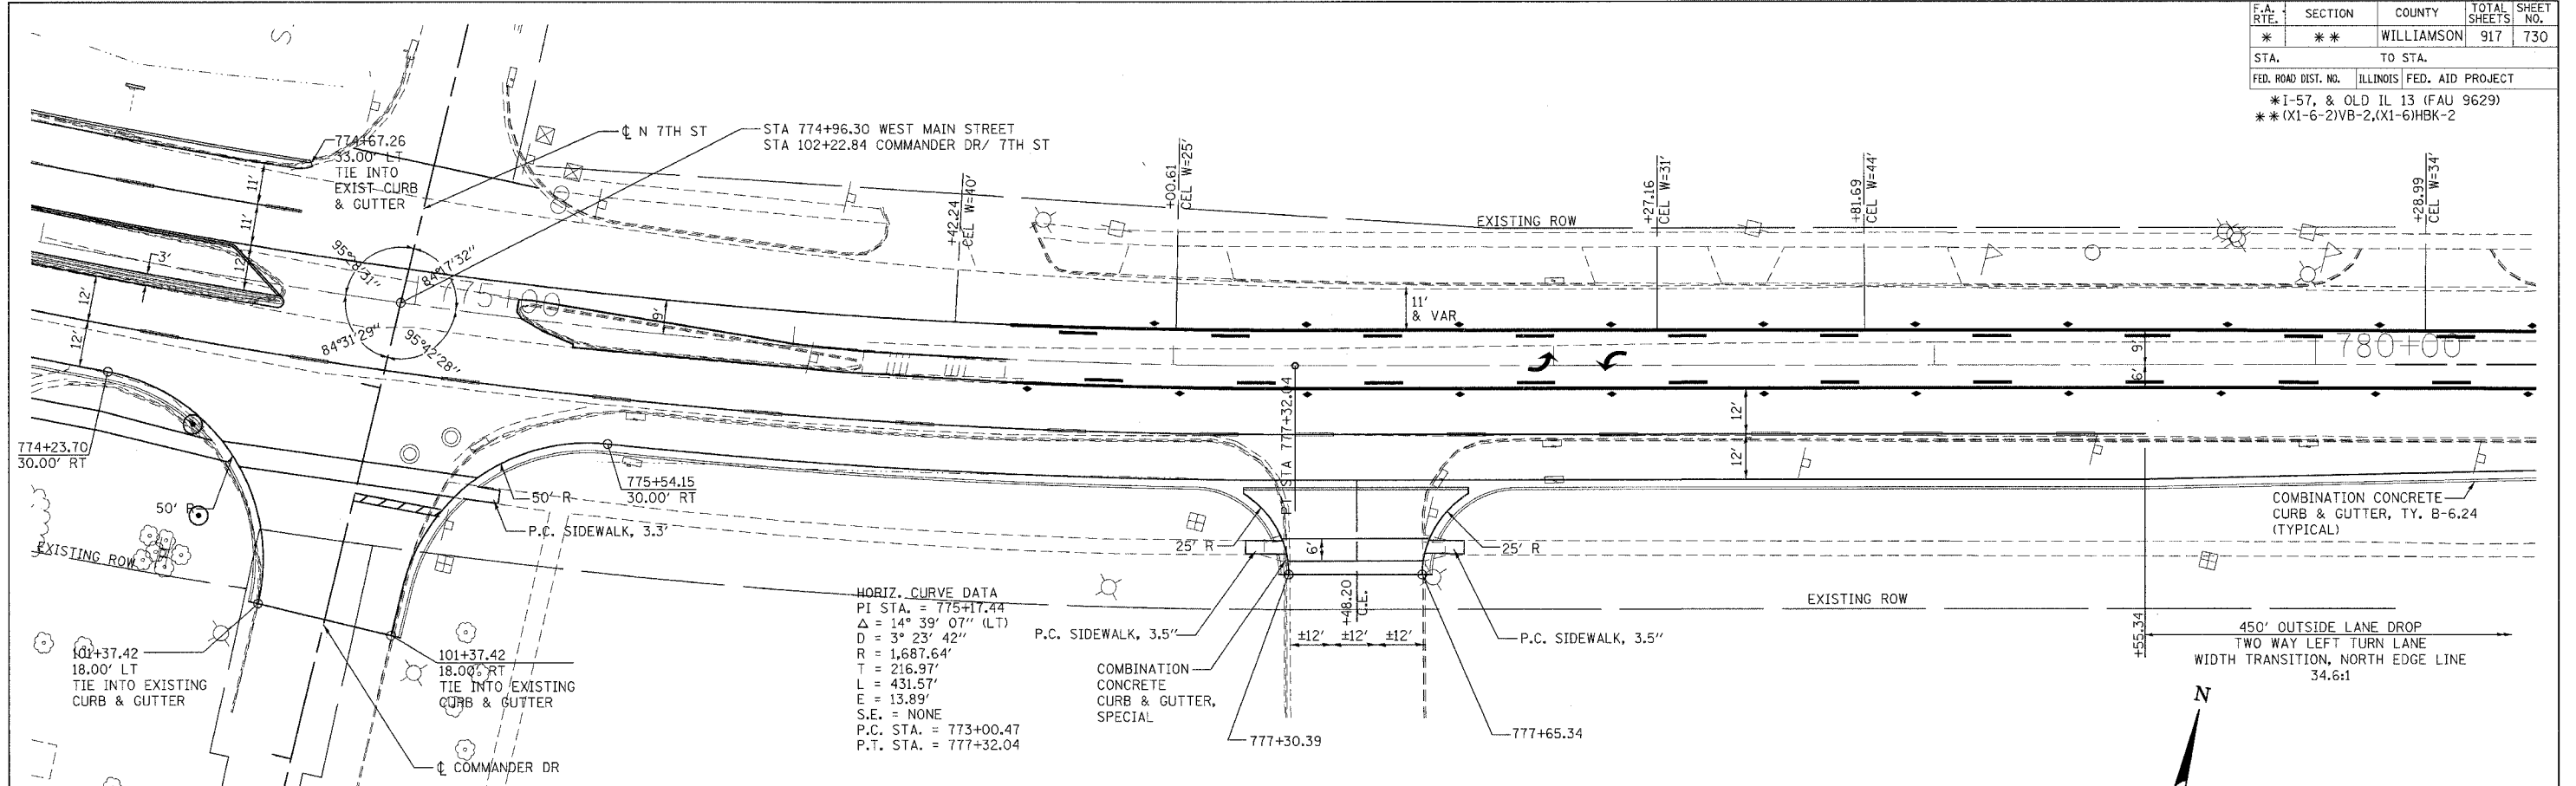 F.A. RTE. SECTION COUNTY TOTAL SHEETS SHEET NO.
* ** WILLIAMSON 917 730
STA. TO STA.
FED. ROAD DIST. NO. ILLINOIS FED. AID PROJECT
*I-57, & OLD IL 13 (FAU 9629)
**(X1-6-2)VB-2,(X1-6)HBK-2
S.
774+67.26
33.00' LT
TIE INTO
EXIST CURB
& GUTTER
℄ N 7TH ST
STA 774+96.30 WEST MAIN STREET
STA 102+22.84 COMMANDER DR/ 7TH ST
11'
11'
12'
3'
12'
12'
84°17'32"
84°31'29"
95°42'28"
775+00
9'
+42.24
CEL W=40'
+00.61
CEL W=25'
EXISTING ROW
+27.16
CEL W=31'
+81.69
CEL W=44'
+28.99
CEL W=34'
11'
& VAR
780+00
9'
6'
12'
12'
PT STA 777+32.04
774+23.70
30.00' RT
50' R
EXISTING ROW
50' R
775+54.15
30.00' RT
P.C. SIDEWALK, 3.3'
101+37.42
18.00' LT
TIE INTO EXISTING
CURB & GUTTER
101+37.42
18.00' RT
TIE INTO EXISTING
CURB & GUTTER
℄ COMMANDER DR
HORIZ. CURVE DATA
PI STA. = 775+17.44
Δ = 14° 39' 07" (LT)
D = 3° 23' 42"
R = 1,687.64'
T = 216.97'
L = 431.57'
E = 13.89'
S.E. = NONE
P.C. STA. = 773+00.47
P.T. STA. = 777+32.04
25' R
6'
25' R
P.C. SIDEWALK, 3.5"
+48.20
C.E.
±12' ±12' ±12'
P.C. SIDEWALK, 3.5"
COMBINATION
CONCRETE
CURB & GUTTER,
SPECIAL
777+30.39
777+65.34
EXISTING ROW
COMBINATION CONCRETE
CURB & GUTTER, TY. B-6.24
(TYPICAL)
+55.34
450' OUTSIDE LANE DROP
TWO WAY LEFT TURN LANE
WIDTH TRANSITION, NORTH EDGE LINE
34.6:1
N